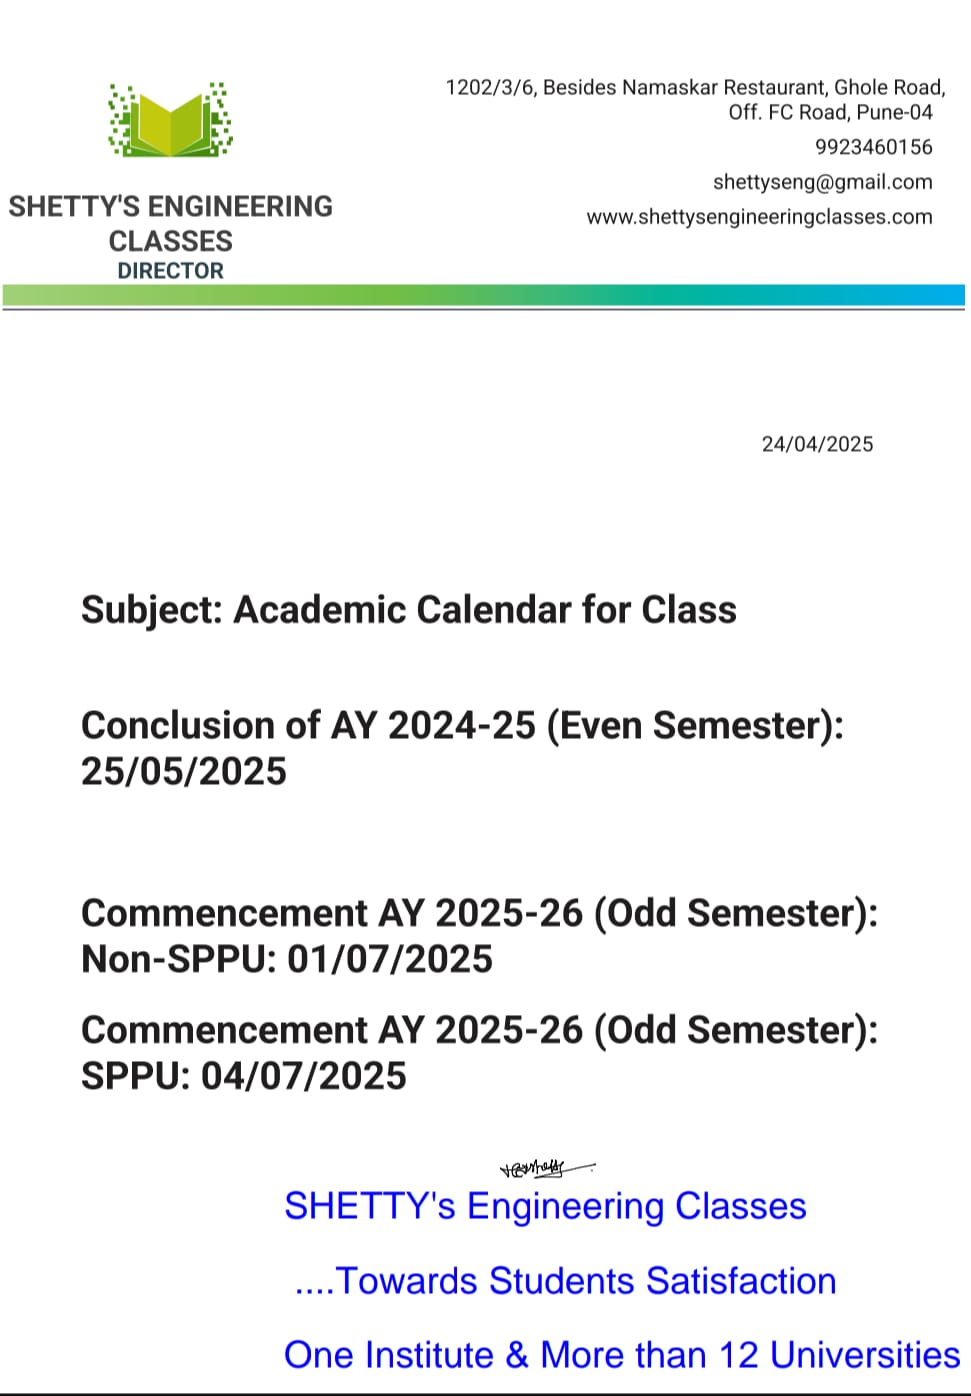 1202/3/6, Besides Namaskar Restaurant, Ghole Road,
Off. FC Road, Pune-04
9923460156
shettyseng@gmail.com
www.shettysengineeringclasses.com
SHETTY'S ENGINEERING
CLASSES
DIRECTOR
24/04/2025
Subject: Academic Calendar for Class
Conclusion of AY 2024-25 (Even Semester):
25/05/2025
Commencement AY 2025-26 (Odd Semester):
Non-SPPU: 01/07/2025
Commencement AY 2025-26 (Odd Semester):
SPPU: 04/07/2025
SHETTY's Engineering Classes
....Towards Students Satisfaction
One Institute & More than 12 Universities